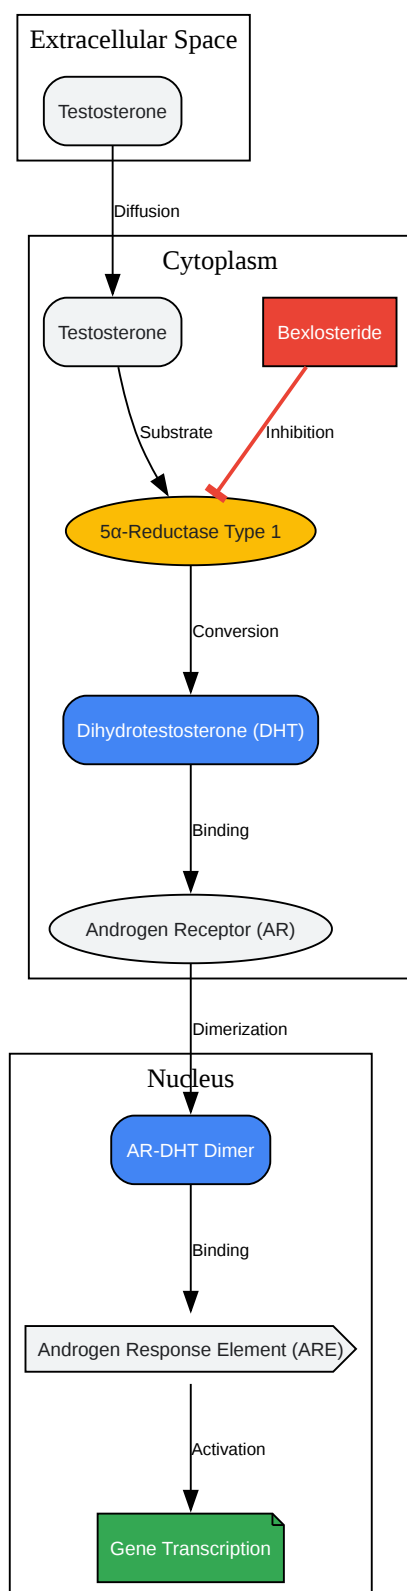 Extracellular Space
Testosterone
Diffusion
Cytoplasm
Testosterone
Bexlosteride
Substrate
Inhibition
5α-Reductase Type 1
Conversion
Dihydrotestosterone (DHT)
Binding
Androgen Receptor (AR)
Dimerization
Nucleus
AR-DHT Dimer
Binding
Androgen Response Element (ARE)
Activation
Gene Transcription